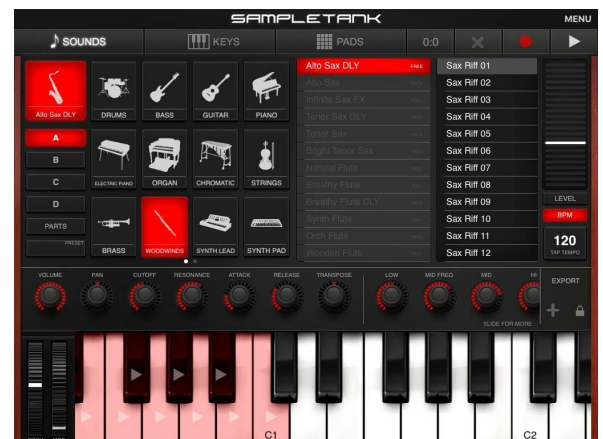 SAMPLETANK
MENU
SOUNDS
KEYS
PADS
0:0
Alto Sax DLY
DRUMS
BASS
GUITAR
PIANO
A
B
C
D
PARTS
PRESET
ELECTRIC PIANO
ORGAN
CHROMATIC
STRINGS
BRASS
WOODWINDS
SYNTH LEAD
SYNTH PAD
Alto Sax DLY
FREE
Alto Sax
Infinite Sax FX
Tenor Sax DLY
Tenor Sax
Bright Tenor Sax
Natural Flute
Breathy Flute
Breathy Flute DLY
Synth Flute
Orch Flute
Wooden Flute
Sax Riff 01
Sax Riff 02
Sax Riff 03
Sax Riff 04
Sax Riff 05
Sax Riff 06
Sax Riff 07
Sax Riff 08
Sax Riff 09
Sax Riff 10
Sax Riff 11
Sax Riff 12
LEVEL
BPM
120
TAP TEMPO
VOLUME
PAN
CUTOFF
RESONANCE
ATTACK
RELEASE
TRANSPOSE
LOW
MID FREQ
MID
HI
EXPORT
SLIDE FOR MORE
C1
C2